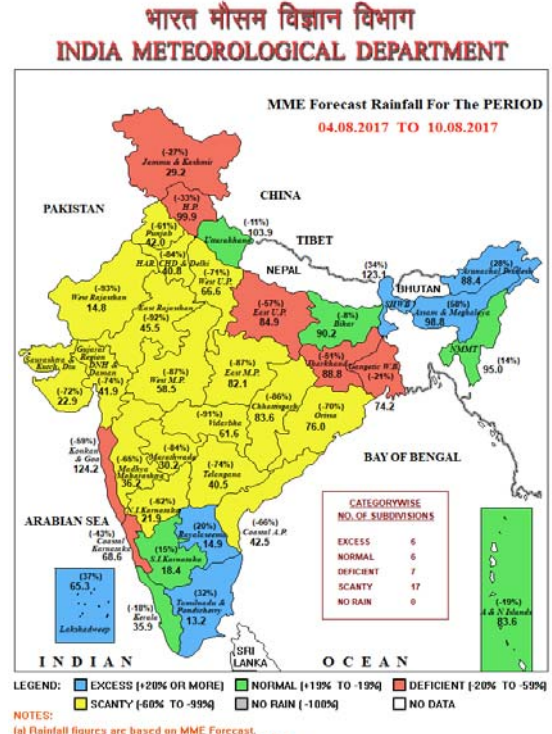 भारत मौसम विज्ञान विभाग
INDIA METEOROLOGICAL DEPARTMENT
MME Forecast Rainfall For The PERIOD
04.08.2017 TO 10.08.2017
(-27%)
Jammu & Kashmir
29.2
(-33%)
H.P.
99.9
CHINA
PAKISTAN
(-61%)
Punjab
42.0
(-11%)
103.9
Uttarakhand
TIBET
(-84%)
HAR. CHD & Delhi
40.8
NEPAL
(-71%)
West U.P.
66.6
(34%)
123.1
SHWB
BHUTAN
(28%)
Arunachal Pradesh
88.4
(-93%)
West Rajasthan
14.8
East Rajasthan
(-92%)
45.5
(-57%)
East U.P.
84.9
(-8%)
Bihar
90.2
(58%)
Assam & Meghalaya
98.8
NMMT
(14%)
95.0
Saurashtra &
Kutch, Diu
(-72%)
22.9
Gujarat
Region
DNH &
Daman
(-74%)
41.9
(-87%)
West M.P.
58.5
(-87%)
East M.P.
82.1
(-51%)
Jharkhand
88.8
Gangetic W.B.
(-21%)
74.2
(-86%)
Chhattisgarh
83.6
(-70%)
Orissa
76.0
(-91%)
Vidarbha
61.6
(-59%)
Konkan
& Goa
124.2
(-65%)
Madhya
Maharashtra
36.2
(-84%)
Marathwada
30.2
(-74%)
Telangana
40.5
BAY OF BENGAL
(-62%)
N.I.Karnataka
21.9
ARABIAN SEA
(-43%)
Coastal
Karnataka
68.6
(20%)
Rayalaseema
14.9
(-66%)
Coastal A.P.
42.5
(15%)
S.I.Karnataka
18.4
(37%)
65.3
Lakshadweep
(-18%)
Kerala
35.9
(32%)
Tamilnadu &
Pondicherry
13.2
CATEGORYWISE
NO. OF SUBDIVISIONS
EXCESS 6
NORMAL 6
DEFICIENT 7
SCANTY 17
NO RAIN 0
(-19%)
A & N Islands
83.6
SRI
LANKA
INDIAN OCEAN
LEGEND: EXCESS (+20% OR MORE) NORMAL (+19% TO -19%) DEFICIENT (-20% TO -59%)
SCANTY (-60% TO -99%) NO RAIN (-100%) NO DATA
NOTES:
(a) Rainfall figures are based on MME Forecast.